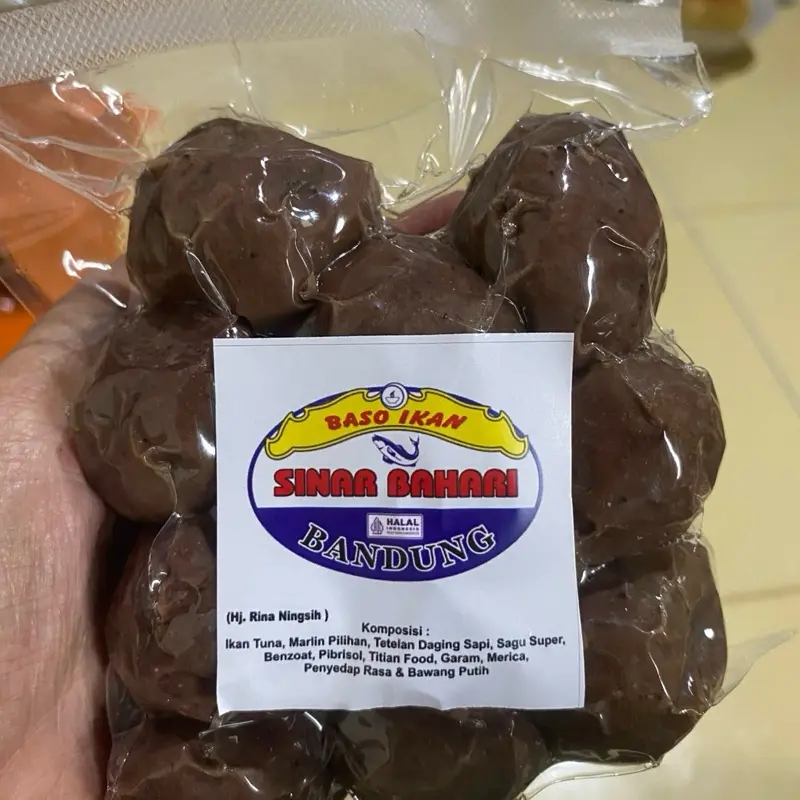 BASO IKAN
SINAR BAHARI
HALAL
INDONESIA
BANDUNG
(Hj. Rina Ningsih )
Komposisi :
Ikan Tuna, Marlin Pilihan, Tetelan Daging Sapi, Sagu Super,
Benzoat, Pibrisol, Titian Food, Garam, Merica,
Penyedap Rasa & Bawang Putih